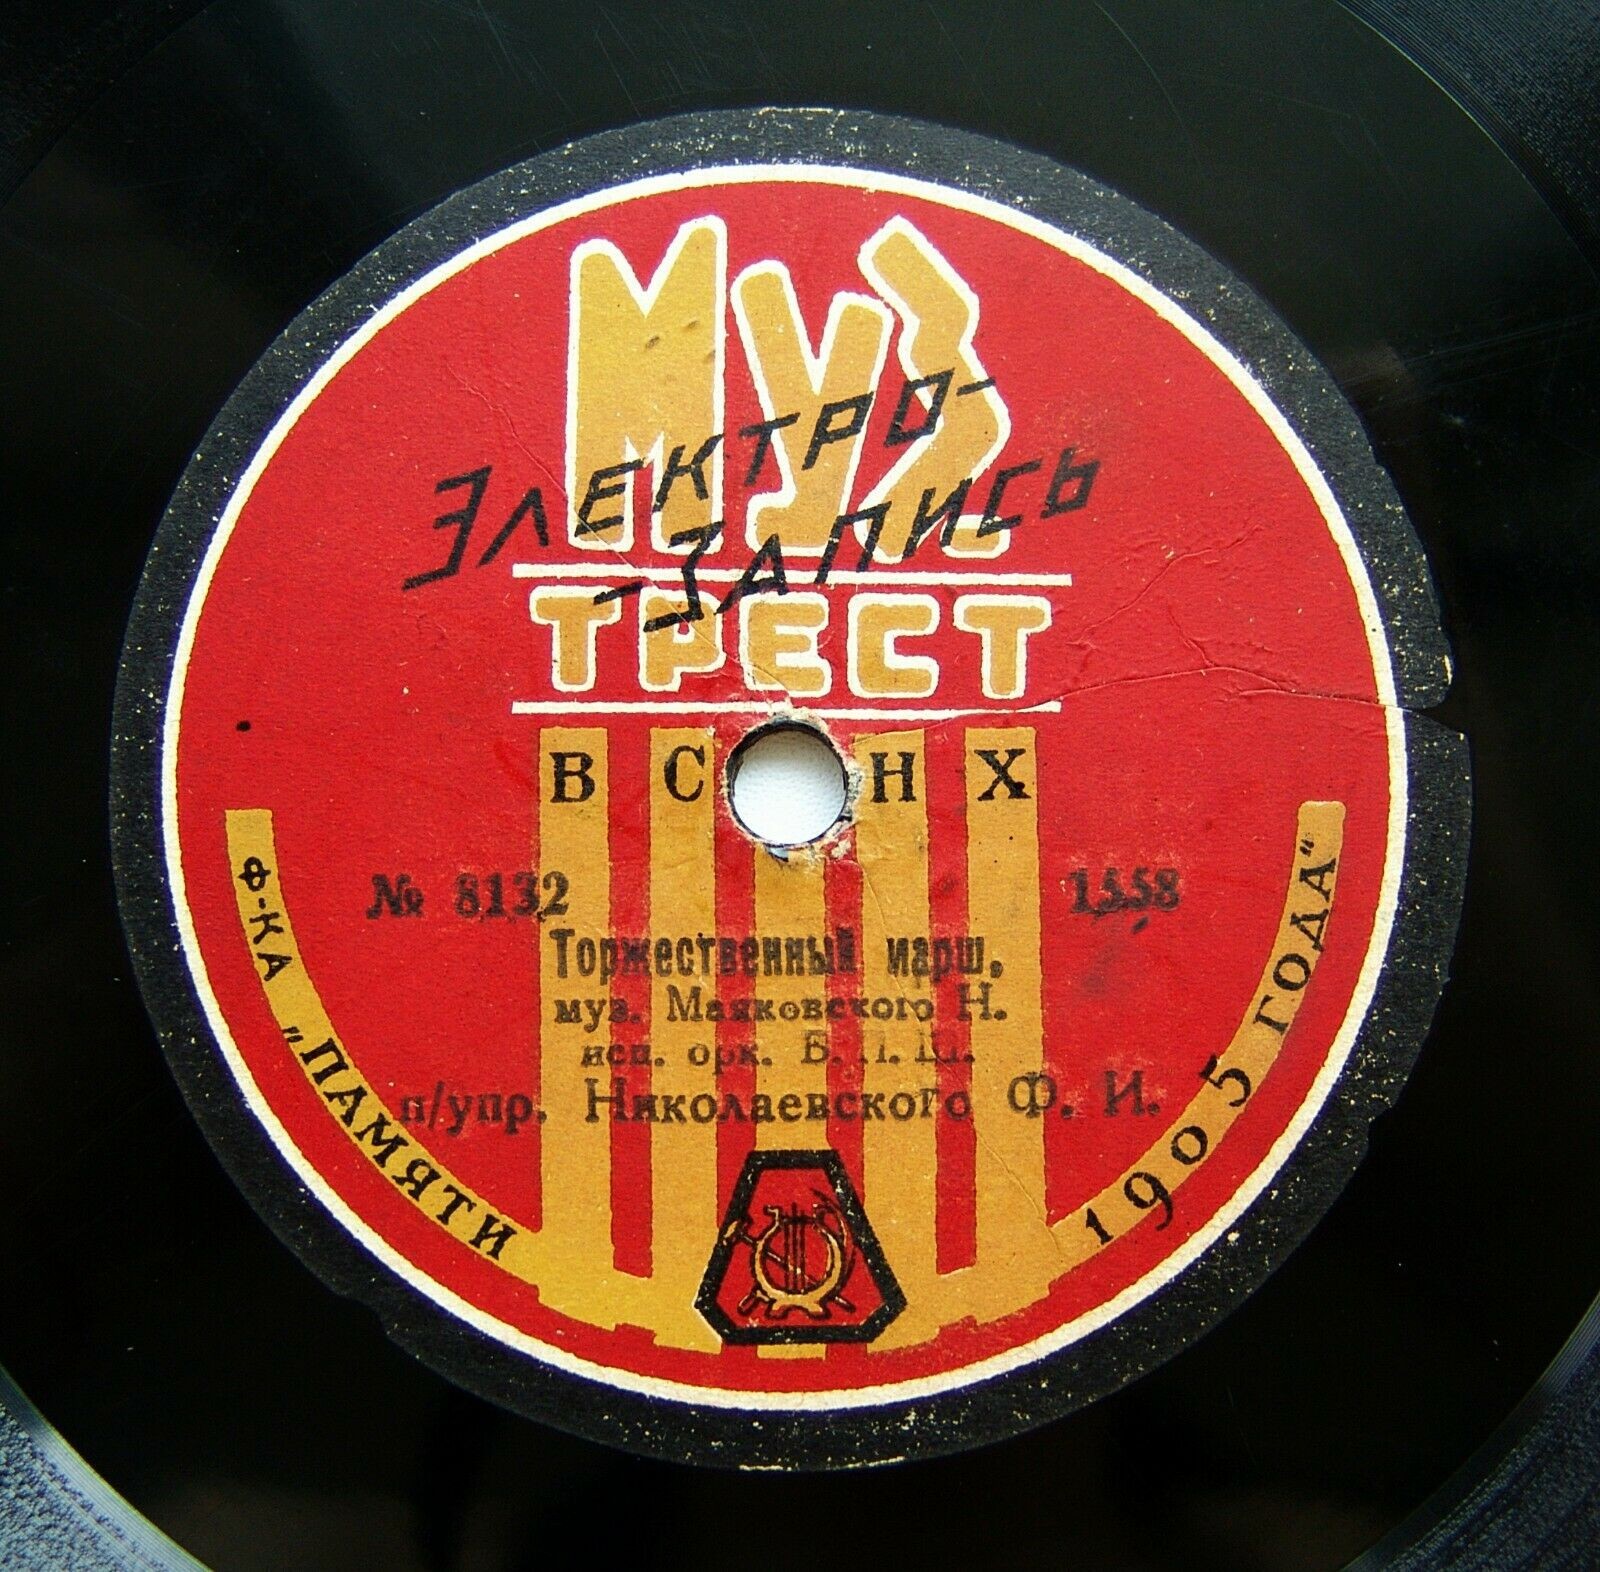 Муз
ЭЛЕКТРО-
-ЗАПИСЬ
ТРЕСТ
В С Н Х
№ 8132 1558
Торжественный марш.
муз. Маяковского Н.
исп. орк. В. П. Ш.
п/упр. Николаевского Ф. И.
Ф-КА „ПАМЯТИ 1905 ГОДА"